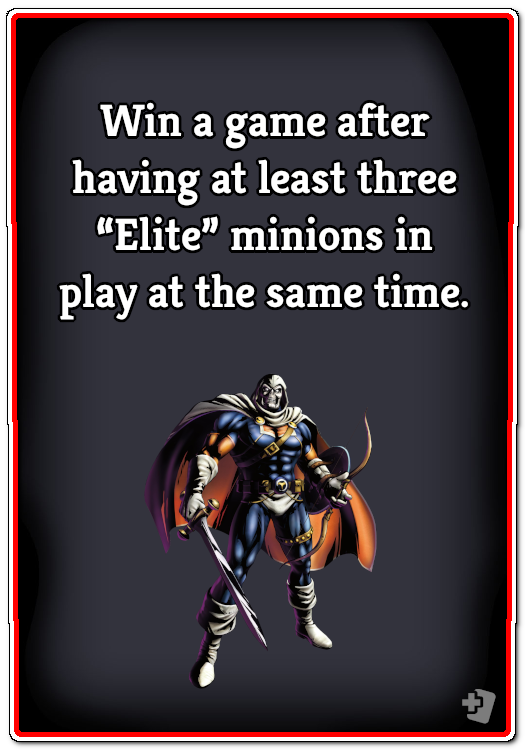 Win a game after
having at least three
“Elite” minions in
play at the same time.